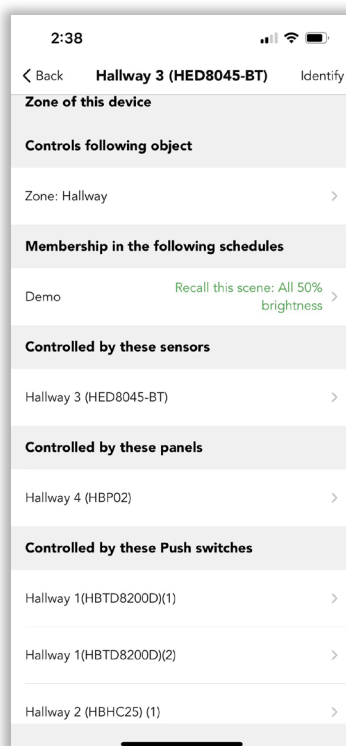 2:38
Back Hallway 3 (HED8045-BT) Identify
Zone of this device
Controls following object
Zone: Hallway
Membership in the following schedules
Demo
Recall this scene: All 50%
brightness
Controlled by these sensors
Hallway 3 (HED8045-BT)
Controlled by these panels
Hallway 4 (HBP02)
Controlled by these Push switches
Hallway 1(HBTD8200D)(1)
Hallway 1(HBTD8200D)(2)
Hallway 2 (HBHC25) (1)